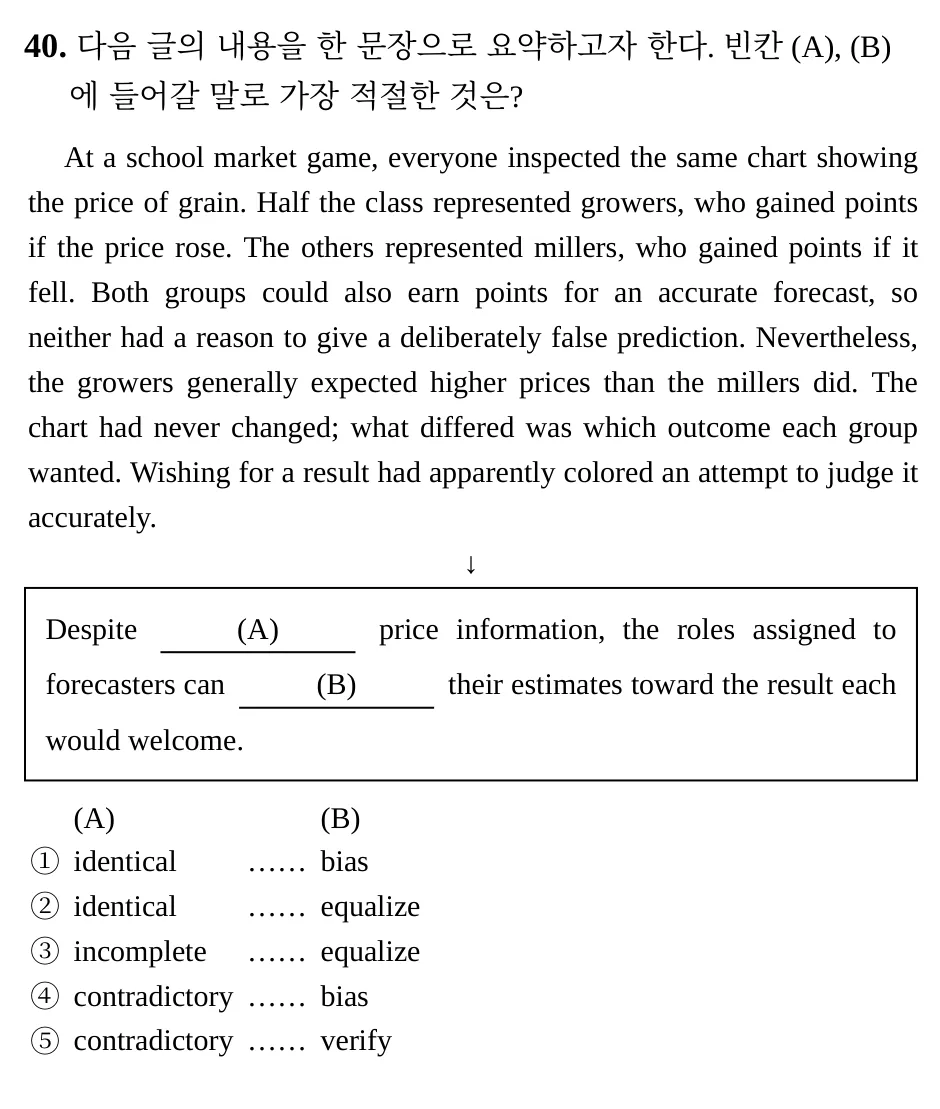 40. 다음 글의 내용을 한 문장으로 요약하고자 한다. 빈칸 (A), (B)
에 들어갈 말로 가장 적절한 것은?
At a school market game, everyone inspected the same chart showing
the price of grain. Half the class represented growers, who gained points
if the price rose. The others represented millers, who gained points if it
fell. Both groups could also earn points for an accurate forecast, so
neither had a reason to give a deliberately false prediction. Nevertheless,
the growers generally expected higher prices than the millers did. The
chart had never changed; what differed was which outcome each group
wanted. Wishing for a result had apparently colored an attempt to judge it
accurately.
↓
Despite (A) price information, the roles assigned to
forecasters can (B) their estimates toward the result each
would welcome.
(A) (B)
① identical …… bias
② identical …… equalize
③ incomplete …… equalize
④ contradictory …… bias
⑤ contradictory …… verify